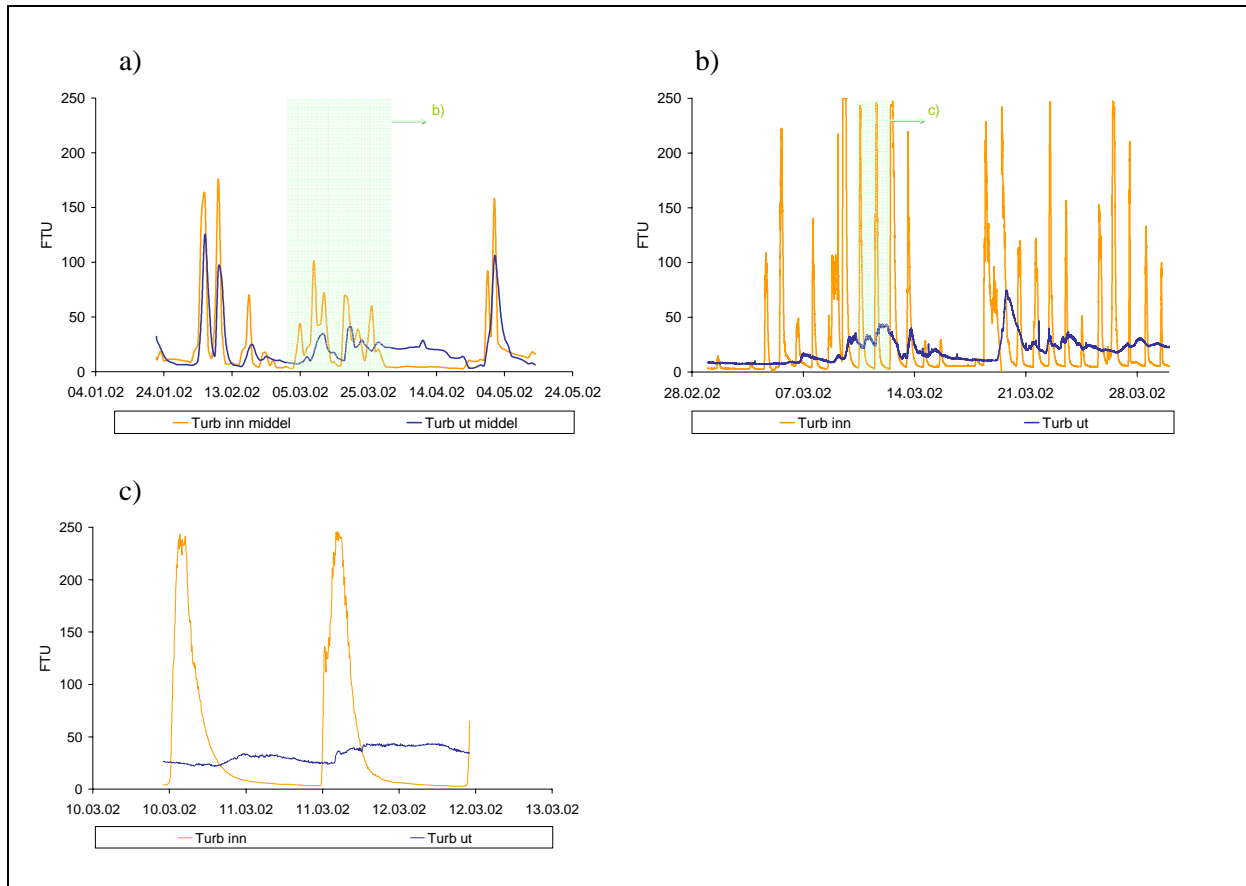 a)
250
200
150
100
50
0
FTU
b)
04.01.02 24.01.02 13.02.02 05.03.02 25.03.02 14.04.02 04.05.02 24.05.02
Turb inn middel Turb ut middel
b)
250
200
150
100
50
0
FTU
c)
28.02.02 07.03.02 14.03.02 21.03.02 28.03.02
Turb inn Turb ut
c)
250
200
150
100
50
0
FTU
10.03.02 10.03.02 11.03.02 11.03.02 12.03.02 12.03.02 13.03.02
Turb inn Turb ut